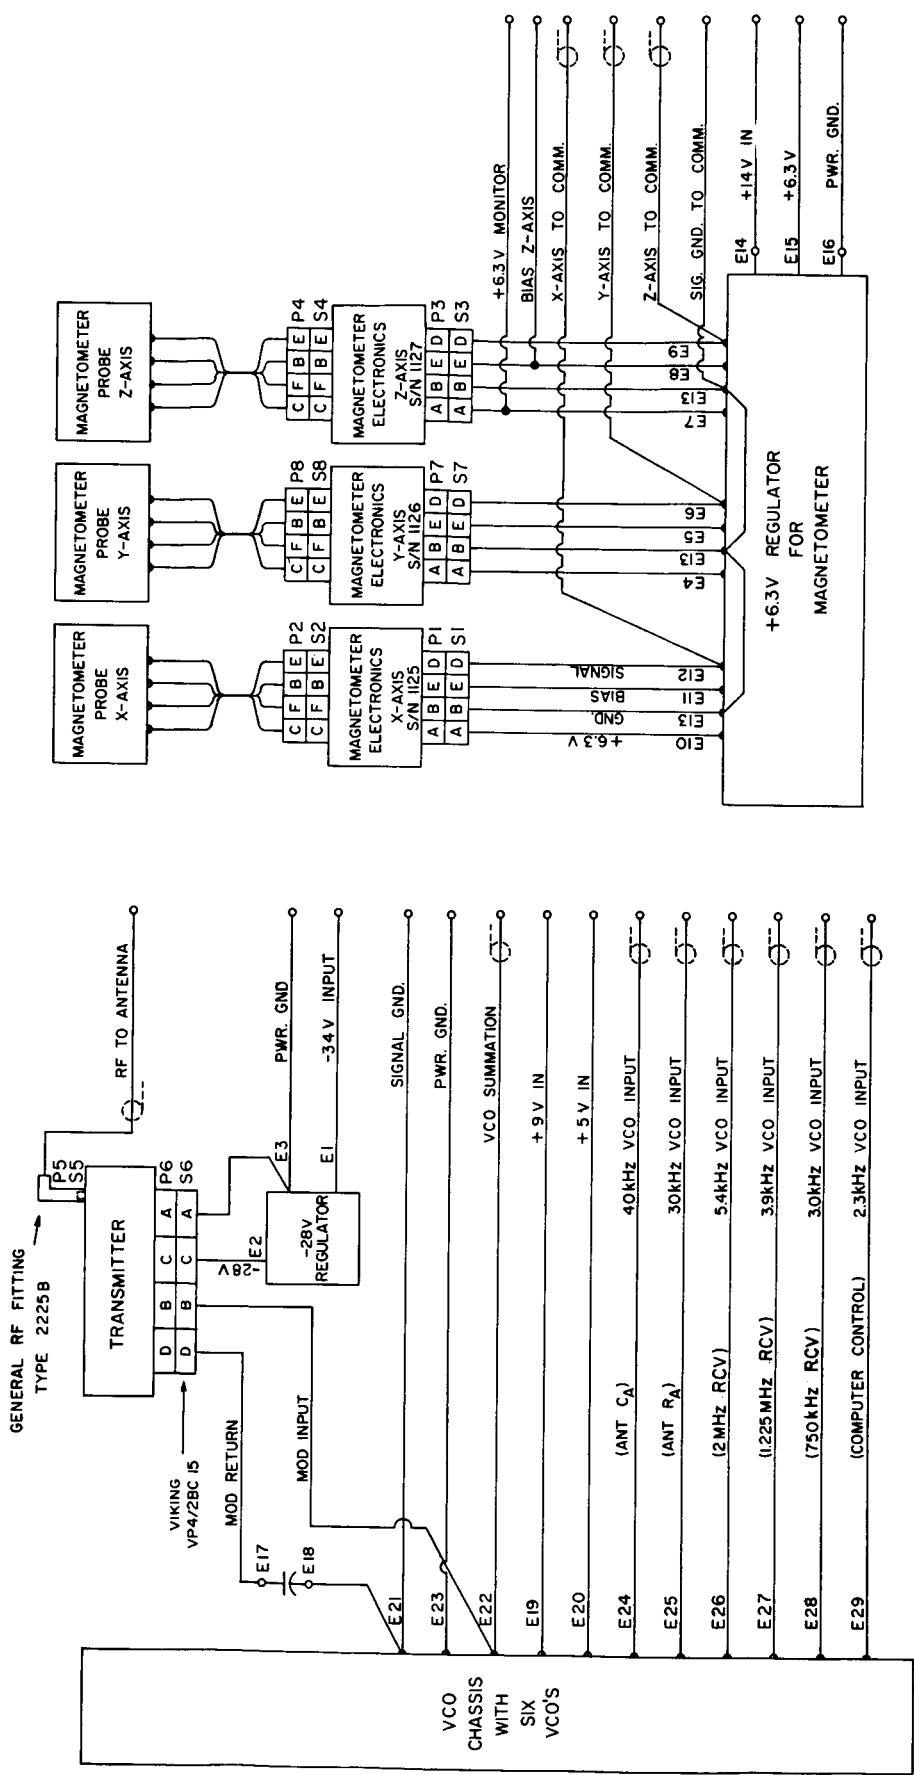 MAGNETOMETER
PROBE
X-AXIS
MAGNETOMETER
PROBE
Y-AXIS
MAGNETOMETER
PROBE
Z-AXIS
C F B E P2
C F B E S2
C F B E P8
C F B E S8
C F B E P4
C F B E S4
MAGNETOMETER
ELECTRONICS
X-AXIS
S/N 1125
MAGNETOMETER
ELECTRONICS
Y-AXIS
S/N 1126
MAGNETOMETER
ELECTRONICS
Z-AXIS
S/N 1127
A B E D P1
A B E D S1
A B E D P7
A B E D S7
A B E D P3
A B E D S3
+6.3 V
GND.
BIAS
SIGNAL
E10
E13
E11
E12
E4
E13
E5
E6
E7
E13
E8
E9
+6.3V MONITOR
BIAS Z-AXIS
X-AXIS TO COMM.
Y-AXIS TO COMM.
Z-AXIS TO COMM.
SIG. GND. TO COMM.
E14
+14V IN
E15
+6.3V
E16
PWR. GND.
+6.3V REGULATOR
FOR
MAGNETOMETER
GENERAL RF FITTING
TYPE 2225B
P5
S5
RF TO ANTENNA
TRANSMITTER
D B C A P6
D B C A S6
VIKING
VP4/2BC 15
MOD RETURN
MOD INPUT
-28V
E2
E3
PWR. GND
-28V
REGULATOR
E1
-34V INPUT
E17
E18
E21
SIGNAL GND.
E23
PWR. GND.
E22
VCO SUMMATION
E19
+9V IN
E20
+5V IN
E24
(ANT CA)
40kHz VCO INPUT
E25
(ANT RA)
30kHz VCO INPUT
E26
(2MHz RCV)
5.4kHz VCO INPUT
E27
(1.225MHz RCV)
3.9kHz VCO INPUT
E28
(750kHz RCV)
3.0kHz VCO INPUT
E29
(COMPUTER CONTROL)
2.3kHz VCO INPUT
VCO
CHASSIS
WITH
SIX
VCO'S